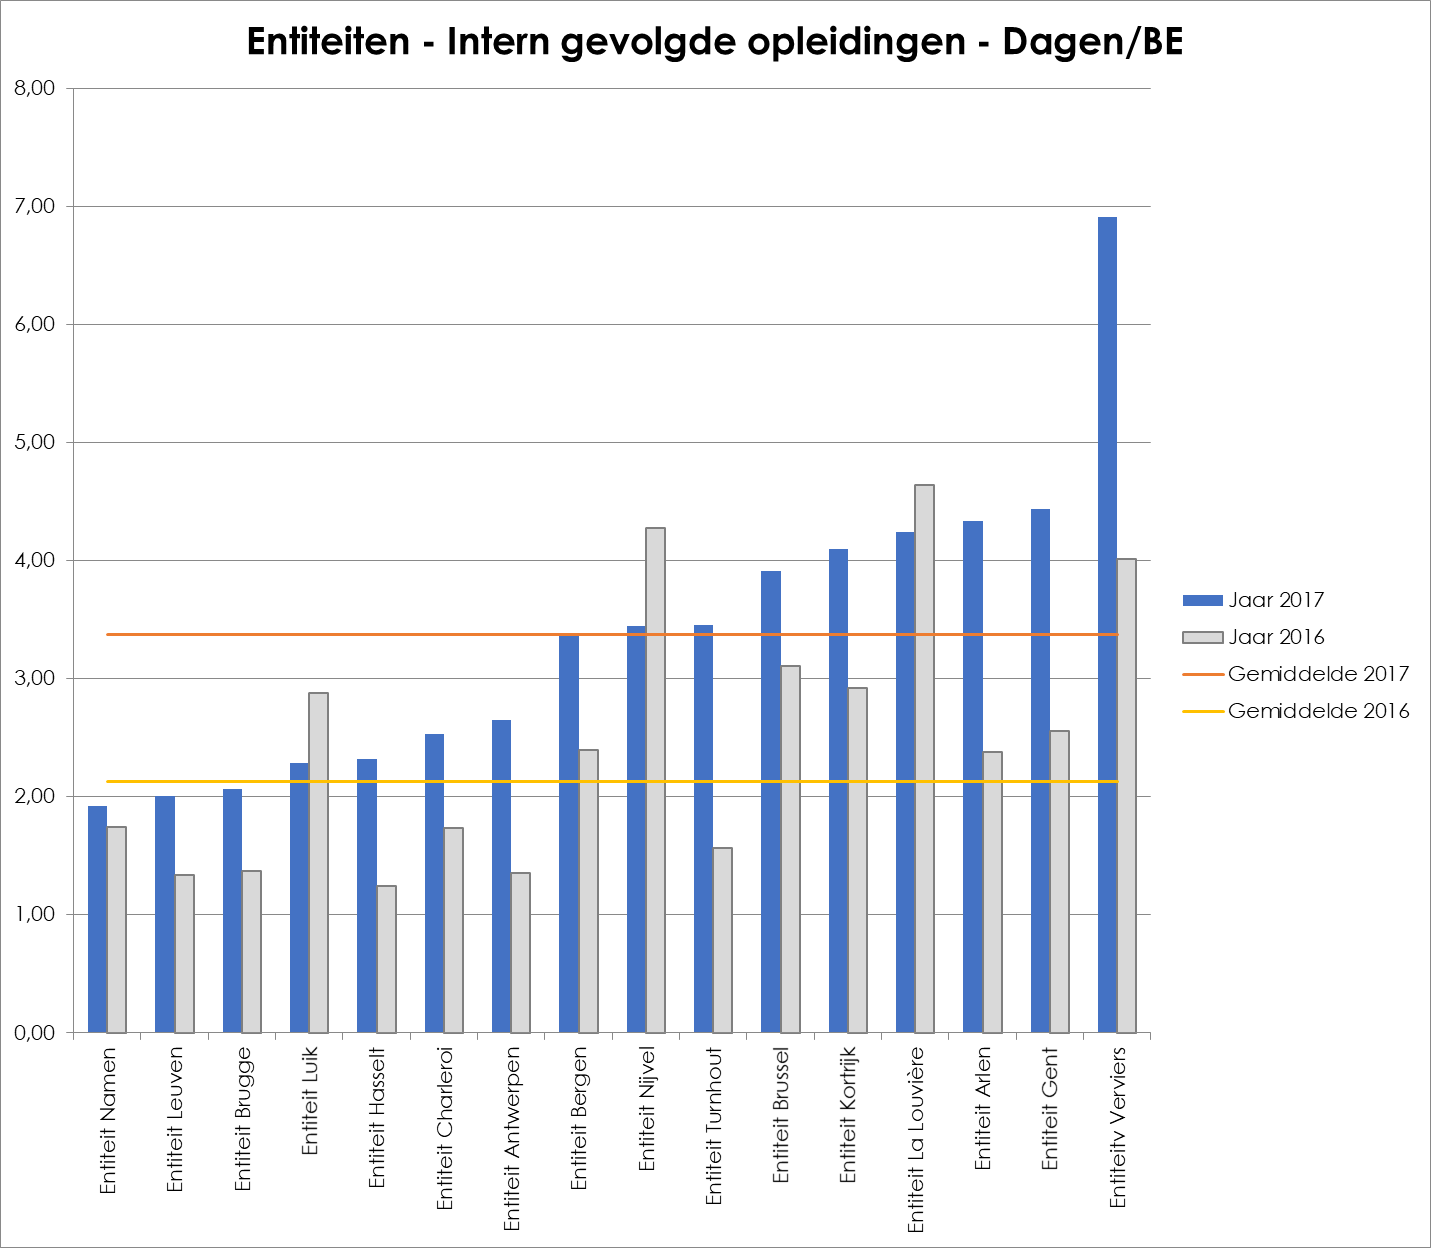 Entiteiten - Intern gevolgde opleidingen - Dagen/BE
8,00
7,00
6,00
5,00
4,00
3,00
2,00
1,00
0,00
Entiteit Namen
Entiteit Leuven
Entiteit Brugge
Entiteit Luik
Entiteit Hasselt
Entiteit Charleroi
Entiteit Antwerpen
Entiteit Bergen
Entiteit Nijvel
Entiteit Turnhout
Entiteit Brussel
Entiteit Kortrijk
Entiteit La Louvière
Entiteit Arlen
Entiteit Gent
Entiteitv Verviers
Jaar 2017
Jaar 2016
Gemiddelde 2017
Gemiddelde 2016